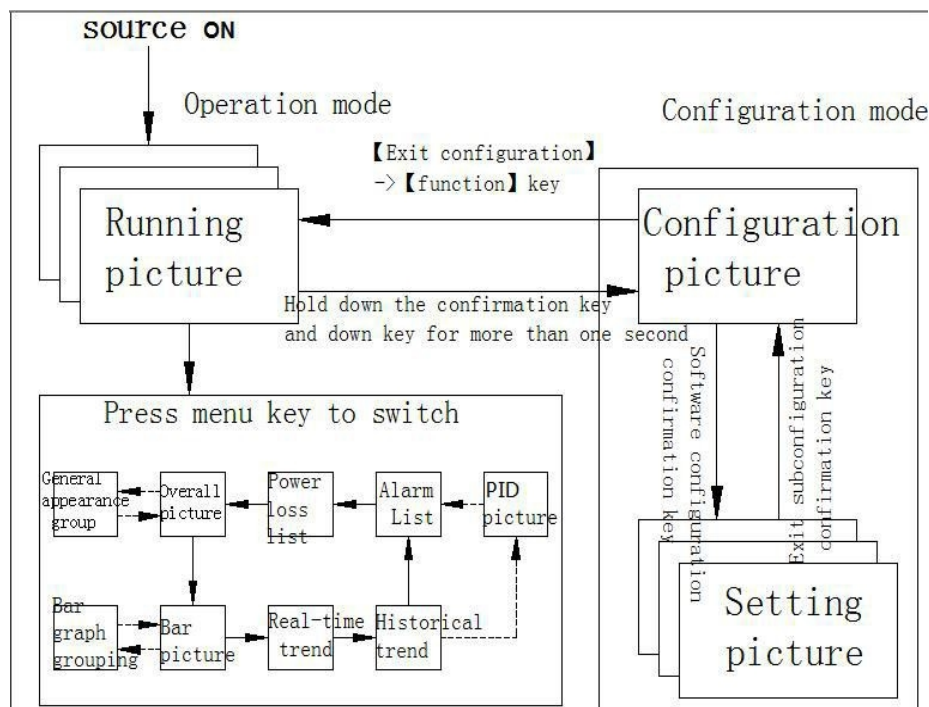 source ON
Operation mode
Configuration mode
【Exit configuration】
->【function】key
Running
picture
Configuration
picture
Hold down the confirmation key
and down key for more than one second
Software configuration
confirmation key
Exit subconfiguration
confirmation key
Press menu key to switch
General
appearance
group
Overall
picture
Power
loss
list
Alarm
List
PID
picture
Bar
graph
grouping
Bar
picture
Real-time
trend
Historical
trend
Setting
picture